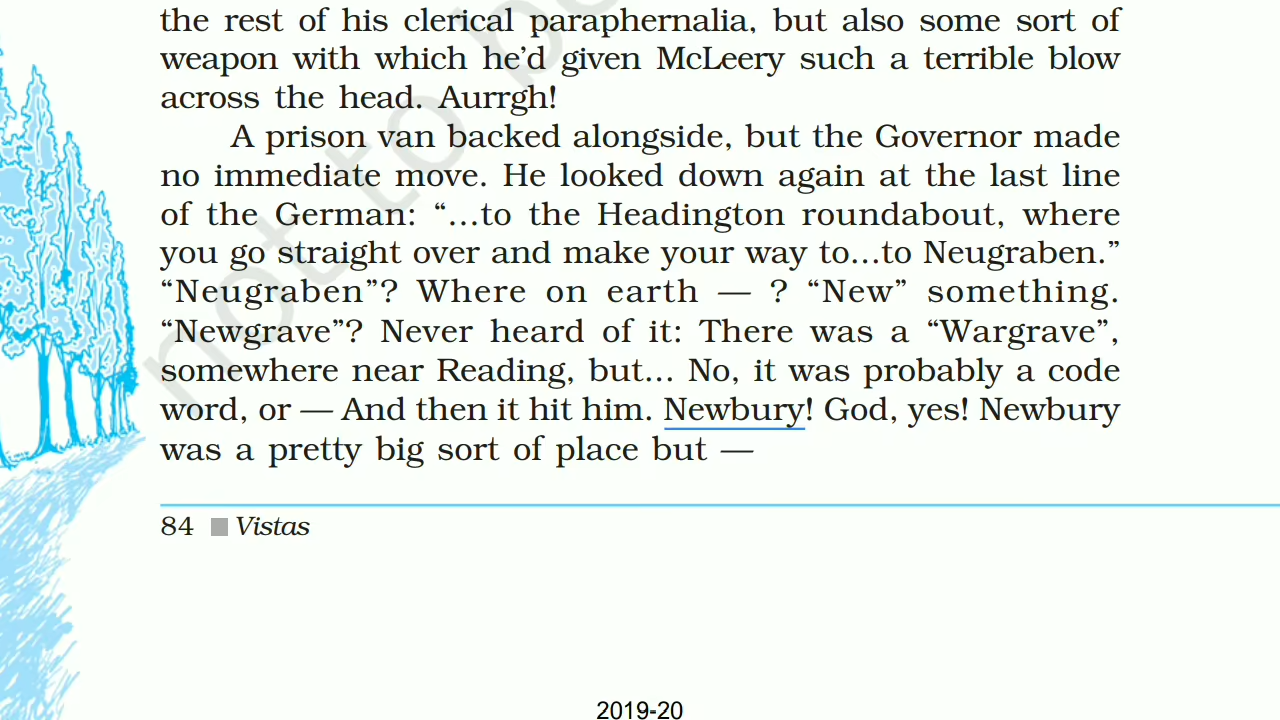 the rest of his clerical paraphernalia, but also some sort of
weapon with which he’d given McLeery such a terrible blow
across the head. Aurrgh!
A prison van backed alongside, but the Governor made
no immediate move. He looked down again at the last line
of the German: “…to the Headington roundabout, where
you go straight over and make your way to…to Neugraben.”
“Neugraben”? Where on earth — ? “New” something.
“Newgrave”? Never heard of it: There was a “Wargrave”,
somewhere near Reading, but… No, it was probably a code
word, or — And then it hit him. Newbury! God, yes! Newbury
was a pretty big sort of place but —
84 ■ Vistas
2019-20
not to be